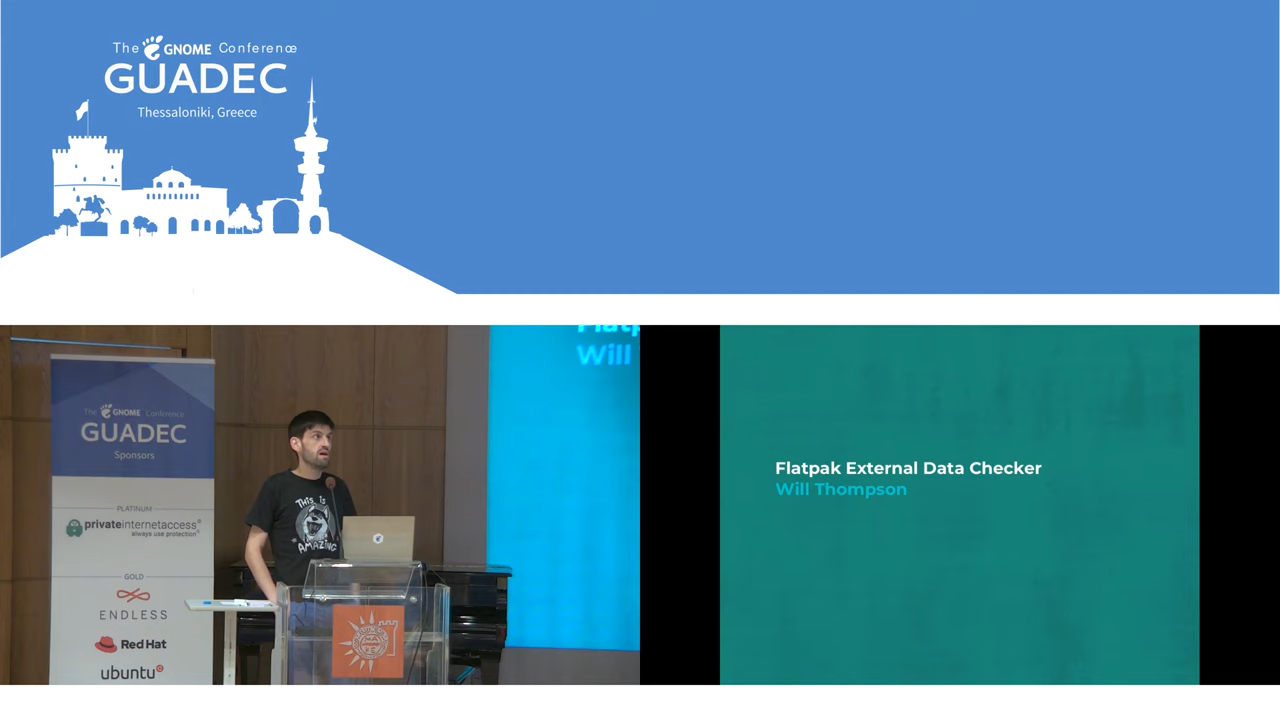 The GNOME Conference
GUADEC
Thessaloniki, Greece
Flatpak
Will
The GNOME Conference
GUADEC
Sponsors
PLATINUM
privateinternetaccess®
always use protection®
GOLD
ENDLESS
Red Hat
ubuntu®
THIS IS
AMAZING
Flatpak External Data Checker
Will Thompson